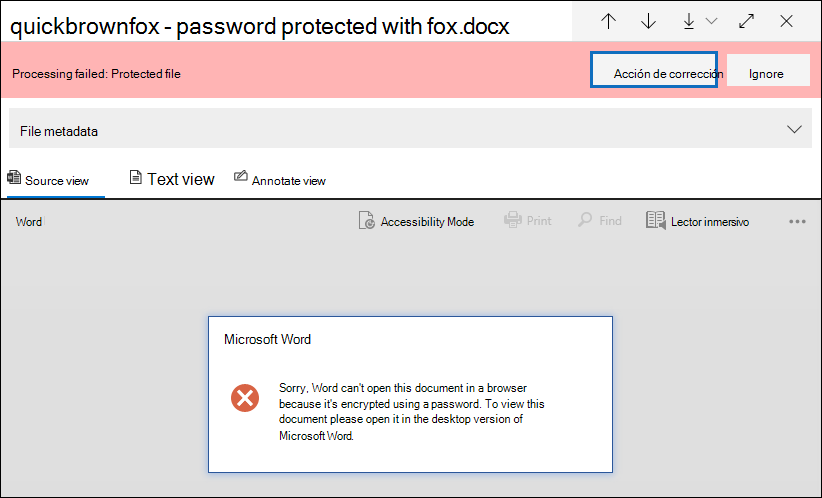 quickbrownfox - password protected with fox.docx
Processing failed: Protected file
Acción de corrección
Ignore
File metadata
Source view
Text view
Annotate view
Word
Accessibility Mode
Print
Find
Lector inmersivo
Microsoft Word
Sorry, Word can't open this document in a browser
because it's encrypted using a password. To view this
document please open it in the desktop version of
Microsoft Word.